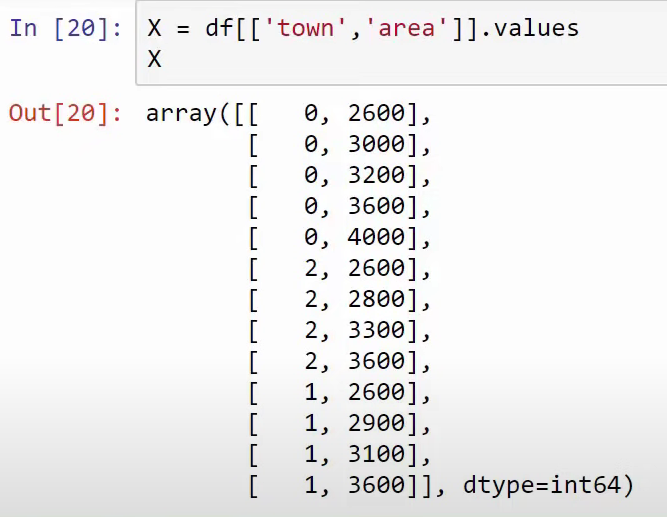 In [20]: X = df[['town','area']].values
X
Out[20]: array([[   0, 2600],
[   0, 3000],
[   0, 3200],
[   0, 3600],
[   0, 4000],
[   2, 2600],
[   2, 2800],
[   2, 3300],
[   2, 3600],
[   1, 2600],
[   1, 2900],
[   1, 3100],
[   1, 3600]], dtype=int64)